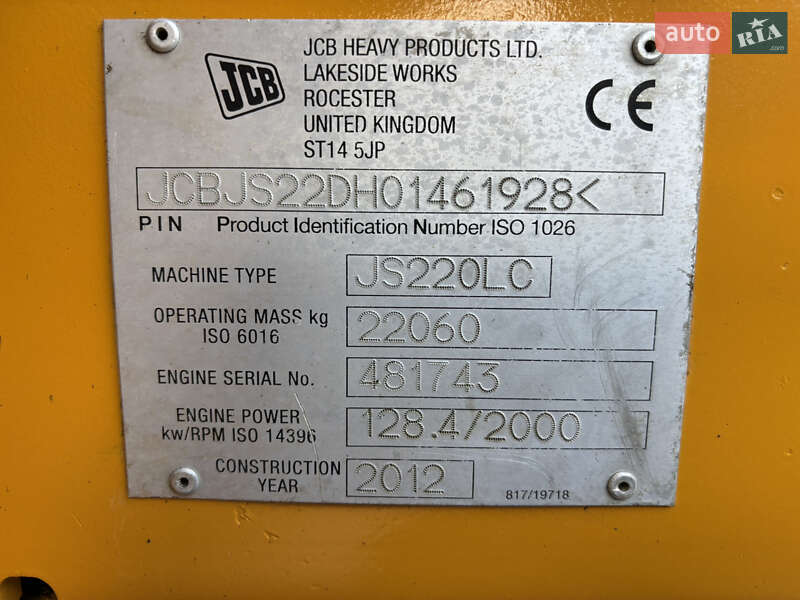 auto RIA.com
JCB
JCB HEAVY PRODUCTS LTD.
LAKESIDE WORKS
ROCESTER
UNITED KINGDOM
ST14 5JP
CE
JCBJS22DH01461928<
PIN Product Identification Number ISO 1026
MACHINE TYPE JS220LC
OPERATING MASS kg
ISO 6016 22060
ENGINE SERIAL No. 481743
ENGINE POWER
kw/RPM ISO 14396 128.4/2000
CONSTRUCTION
YEAR 2012
817/19718